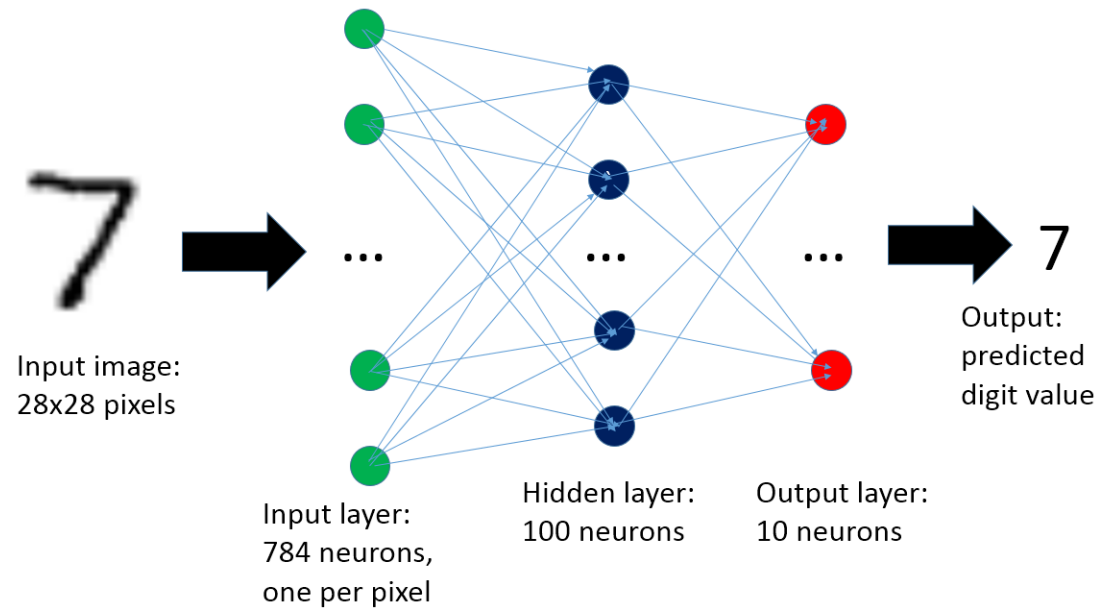 7
Input image:
28x28 pixels
...
Input layer:
784 neurons,
one per pixel
...
Hidden layer:
100 neurons
...
Output layer:
10 neurons
7
Output:
predicted
digit value